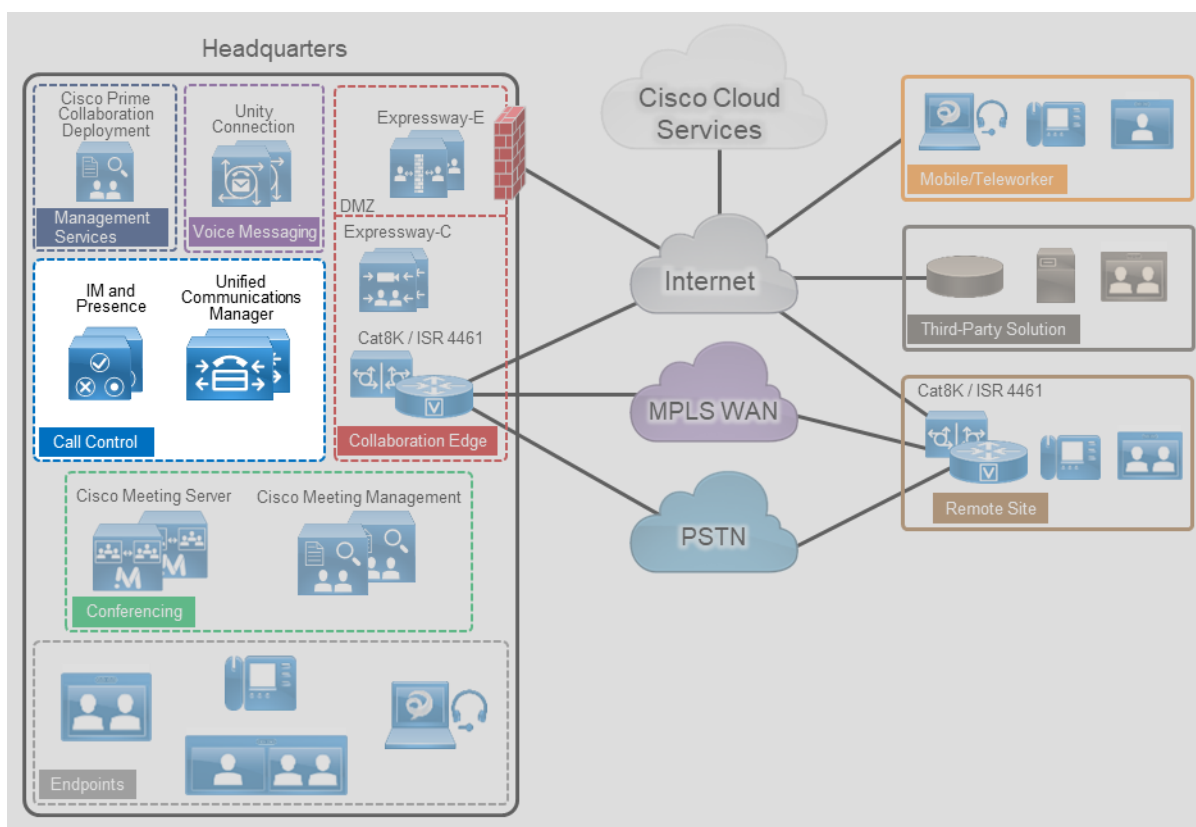 Headquarters
Cisco Prime
Collaboration
Deployment
Management
Services
Unity
Connection
Voice Messaging
Expressway-E
DMZ
Expressway-C
Cat8K / ISR 4461
V
Collaboration Edge
IM and
Presence
Unified
Communications
Manager
Call Control
Cisco Meeting Server
Cisco Meeting Management
Conferencing
Endpoints
Cisco Cloud
Services
Internet
MPLS WAN
PSTN
Mobile/Teleworker
Third-Party Solution
Cat8K / ISR 4461
V
Remote Site